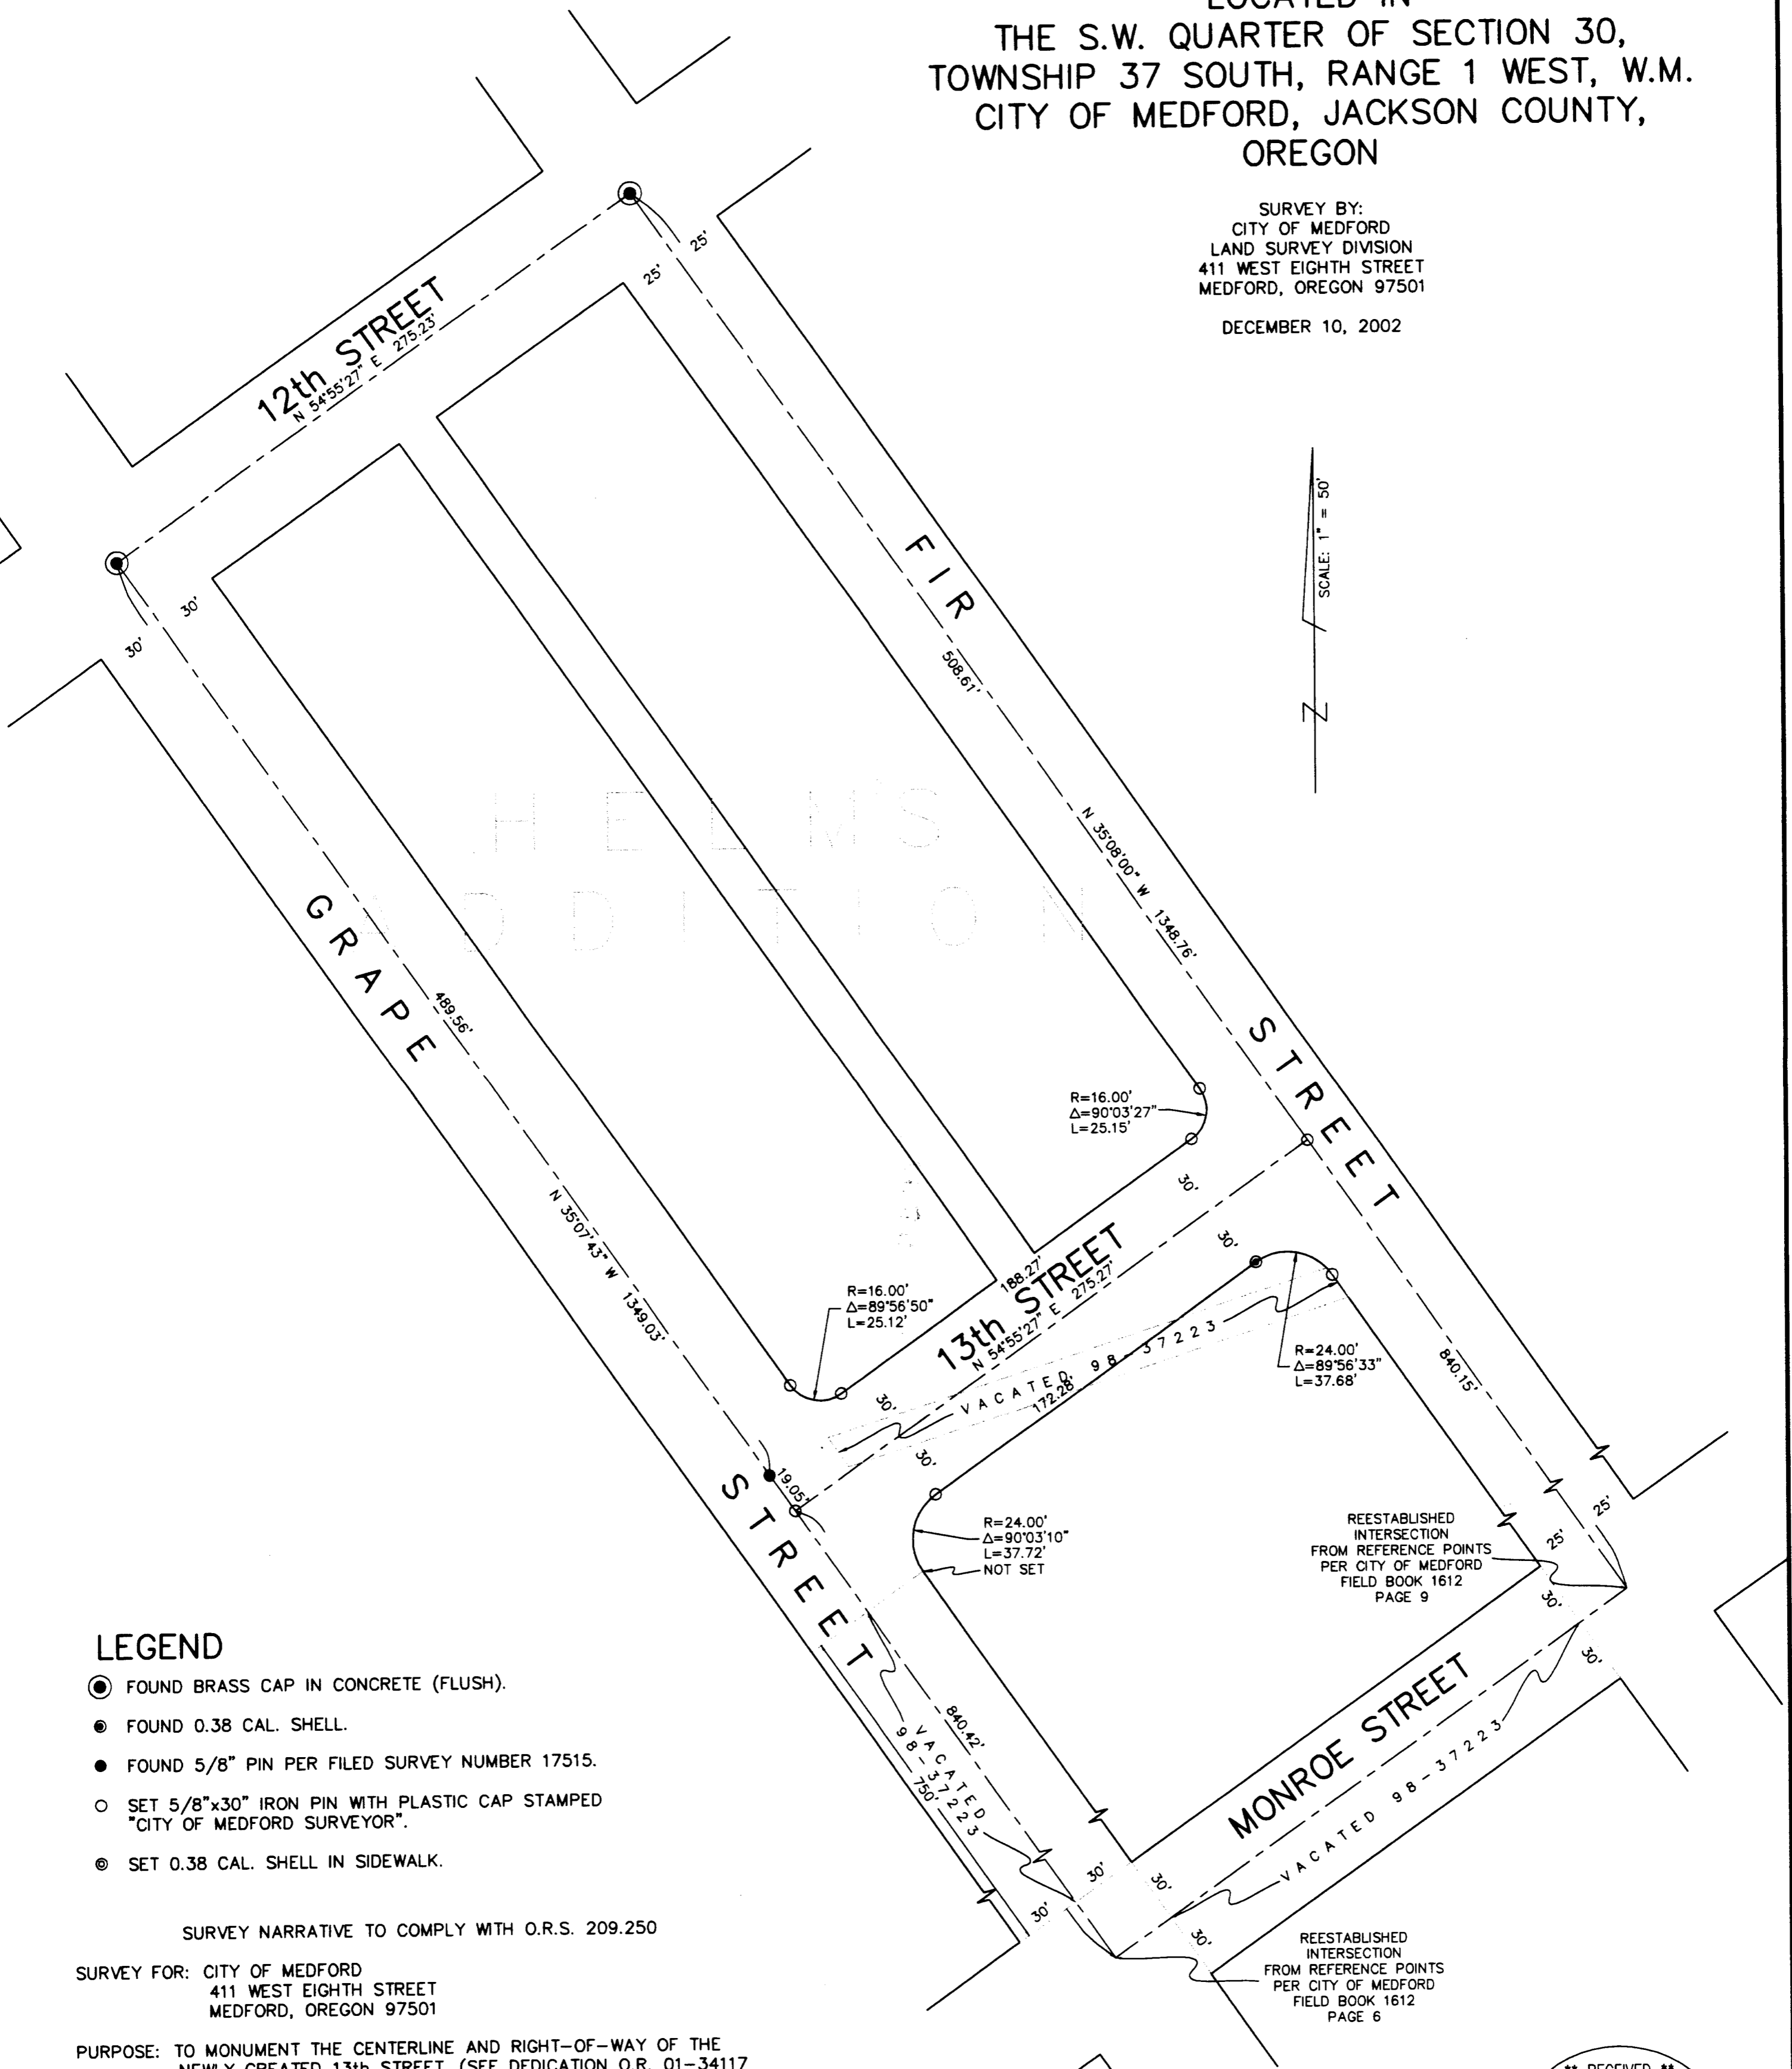 LOCATED IN
THE S.W. QUARTER OF SECTION 30,
TOWNSHIP 37 SOUTH, RANGE 1 WEST, W.M.
CITY OF MEDFORD, JACKSON COUNTY,
OREGON
SURVEY BY:
CITY OF MEDFORD
LAND SURVEY DIVISION
411 WEST EIGHTH STREET
MEDFORD, OREGON 97501
DECEMBER 10, 2002
SCALE: 1" = 50'
N
12th STREET
N 54°55'27" E 275.23'
25'
25'
30'
30'
FIR STREET
508.61'
N 35°08'00" W 1348.76'
HELMS
ADDITION
GRAPE STREET
489.56'
N 35°07'43" W 1349.03'
R=16.00'
Δ=90°03'27"
L=25.15'
30'
30'
R=16.00'
Δ=89°56'50"
L=25.12'
188.27'
13th STREET
N 54°55'27" E 275.27'
VACATED 98-37223
172.28'
R=24.00'
Δ=89°56'33"
L=37.68'
840.15'
30'
30'
19.05'
R=24.00'
Δ=90°03'10"
L=37.72'
NOT SET
REESTABLISHED
INTERSECTION
FROM REFERENCE POINTS
PER CITY OF MEDFORD
FIELD BOOK 1612
PAGE 9
25'
25'
30'
30'
MONROE STREET
VACATED 98-37223
840.42'
VACATED
98-37223
750'
30'
30'
30'
30'
REESTABLISHED
INTERSECTION
FROM REFERENCE POINTS
PER CITY OF MEDFORD
FIELD BOOK 1612
PAGE 6
LEGEND
FOUND BRASS CAP IN CONCRETE (FLUSH).
FOUND 0.38 CAL. SHELL.
FOUND 5/8" PIN PER FILED SURVEY NUMBER 17515.
SET 5/8"x30" IRON PIN WITH PLASTIC CAP STAMPED
"CITY OF MEDFORD SURVEYOR".
SET 0.38 CAL. SHELL IN SIDEWALK.
SURVEY NARRATIVE TO COMPLY WITH O.R.S. 209.250
SURVEY FOR: CITY OF MEDFORD
411 WEST EIGHTH STREET
MEDFORD, OREGON 97501
PURPOSE: TO MONUMENT THE CENTERLINE AND RIGHT-OF-WAY OF THE
NEWLY CREATED 13th STREET. (SEE DEDICATION O.R. 01-34117
** RECEIVED **